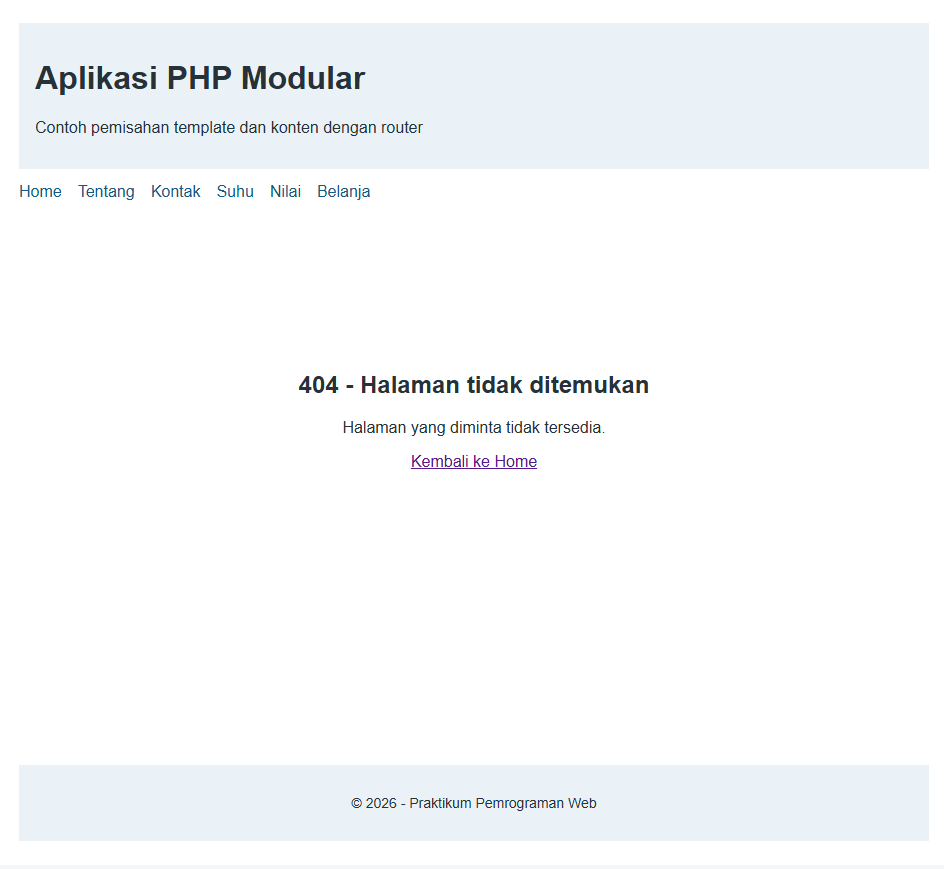 Aplikasi PHP Modular
Contoh pemisahan template dan konten dengan router
Home Tentang Kontak Suhu Nilai Belanja
404 - Halaman tidak ditemukan
Halaman yang diminta tidak tersedia.
Kembali ke Home
© 2026 - Praktikum Pemrograman Web